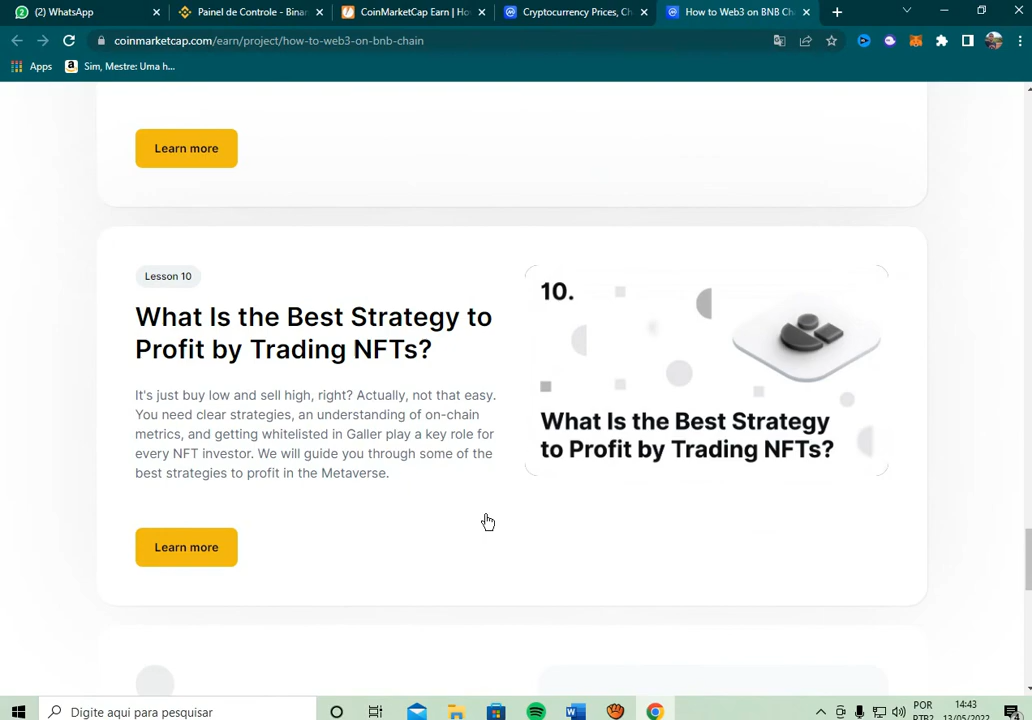 (2) WhatsApp
Painel de Controle - Binan
CoinMarketCap Earn | Ho
Cryptocurrency Prices, Ch
How to Web3 on BNB Cha
coinmarketcap.com/earn/project/how-to-web3-on-bnb-chain
Apps
Sim, Mestre: Uma h...
Learn more
Lesson 10
What Is the Best Strategy to
Profit by Trading NFTs?
It's just buy low and sell high, right? Actually, not that easy.
You need clear strategies, an understanding of on-chain
metrics, and getting whitelisted in Galler play a key role for
every NFT investor. We will guide you through some of the
best strategies to profit in the Metaverse.
Learn more
10.
What Is the Best Strategy
to Profit by Trading NFTs?
Digite aqui para pesquisar
POR
PTB2
14:43
13/05/2022